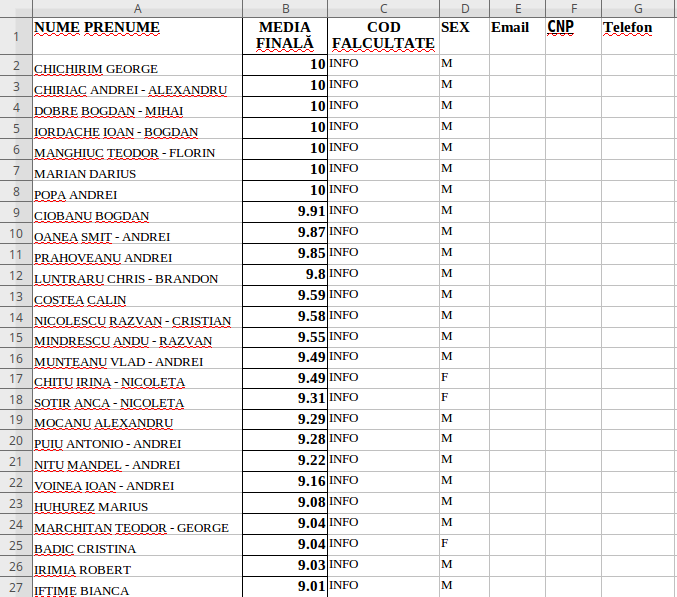 A B C D E F G
1 NUME PRENUME MEDIA FINALĂ COD FALCULTATE SEX Email CNP Telefon
2 CHICHIRIM GEORGE 10 INFO M
3 CHIRIAC ANDREI - ALEXANDRU 10 INFO M
4 DOBRE BOGDAN - MIHAI 10 INFO M
5 IORDACHE IOAN - BOGDAN 10 INFO M
6 MANGHIUC TEODOR - FLORIN 10 INFO M
7 MARIAN DARIUS 10 INFO M
8 POPA ANDREI 10 INFO M
9 CIOBANU BOGDAN 9.91 INFO M
10 OANEA SMIT - ANDREI 9.87 INFO M
11 PRAHOVEANU ANDREI 9.85 INFO M
12 LUNTRARU CHRIS - BRANDON 9.8 INFO M
13 COSTEA CALIN 9.59 INFO M
14 NICOLESCU RAZVAN - CRISTIAN 9.58 INFO M
15 MINDRESCU ANDU - RAZVAN 9.55 INFO M
16 MUNTEANU VLAD - ANDREI 9.49 INFO M
17 CHITU IRINA - NICOLETA 9.49 INFO F
18 SOTIR ANCA - NICOLETA 9.31 INFO F
19 MOCANU ALEXANDRU 9.29 INFO M
20 PUIU ANTONIO - ANDREI 9.28 INFO M
21 NITU MANDEL - ANDREI 9.22 INFO M
22 VOINEA IOAN - ANDREI 9.16 INFO M
23 HUHUREZ MARIUS 9.08 INFO M
24 MARCHITAN TEODOR - GEORGE 9.04 INFO M
25 BADIC CRISTINA 9.04 INFO F
26 IRIMIA ROBERT 9.03 INFO M
27 IFTIME BIANCA 9.01 INFO M